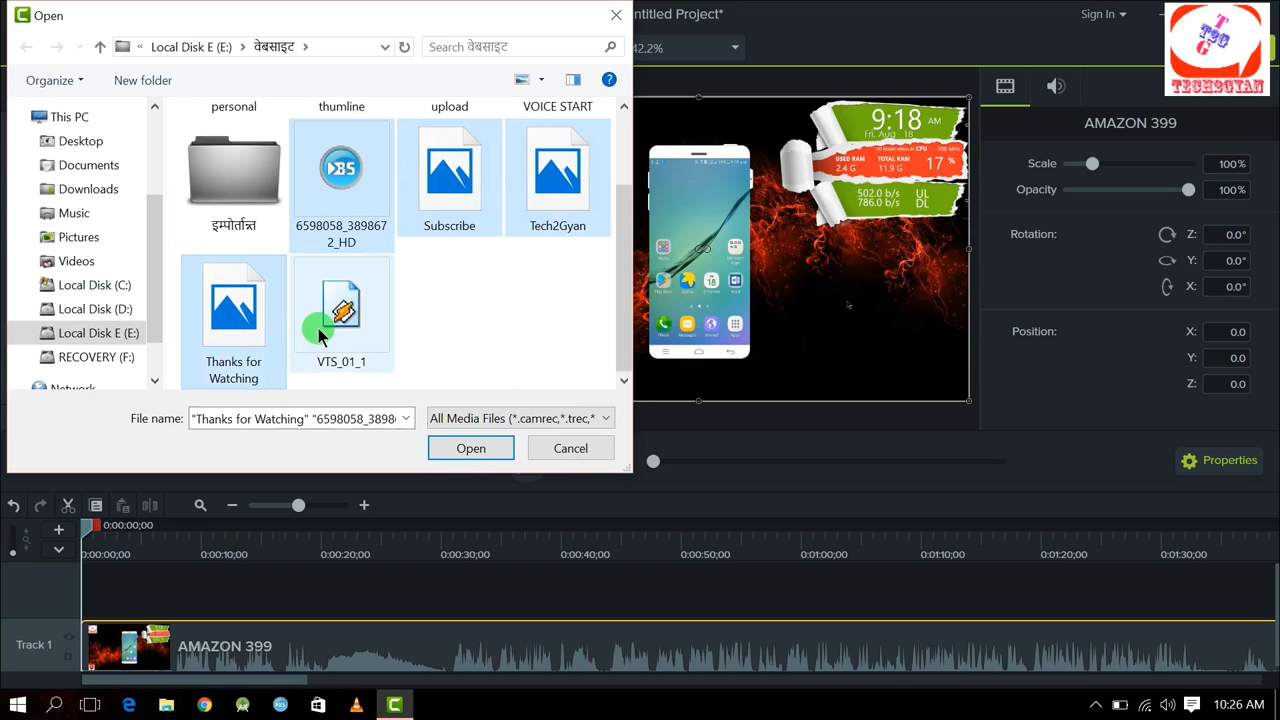 Open
ntitled Project*
Sign In
« Local Disk E (E:) > वेबसाइट >
Search वेबसाइट
42.2%
T
T2G
G
TECH2GYAN
Organize
New folder
This PC
Desktop
Documents
Downloads
Music
Pictures
Videos
Local Disk (C:)
Local Disk (D:)
Local Disk E (E:)
RECOVERY (F:)
Network
personal
thumline
upload
VOICE START
इम्पोर्तान्त
6598058_389867
2_HD
Subscribe
Tech2Gyan
Thanks for
Watching
VTS_01_1
File name:
"Thanks for Watching" "6598058_3898
All Media Files (*.camrec,*.trec,*
Open
Cancel
9:18 AM
Fri. Aug - 18
USED RAM
2.4 G
TOTAL RAM
11.9 G
CPU
17 %
502.0 b/s UL
786.0 b/s DL
AMAZON 399
Scale
100%
Opacity
100%
Rotation:
Z:
0.0°
Y:
0.0°
X:
0.0°
Position:
X:
0.0
Y:
0.0
Z:
0.0
Properties
0:00:00;00
0:00:00;00
0:00:10;00
0:00:20;00
0:00:30;00
0:00:40;00
0:00:50;00
0:01:00;00
0:01:10;00
0:01:20;00
0:01:30;00
Track 1
AMAZON 399
10:26 AM